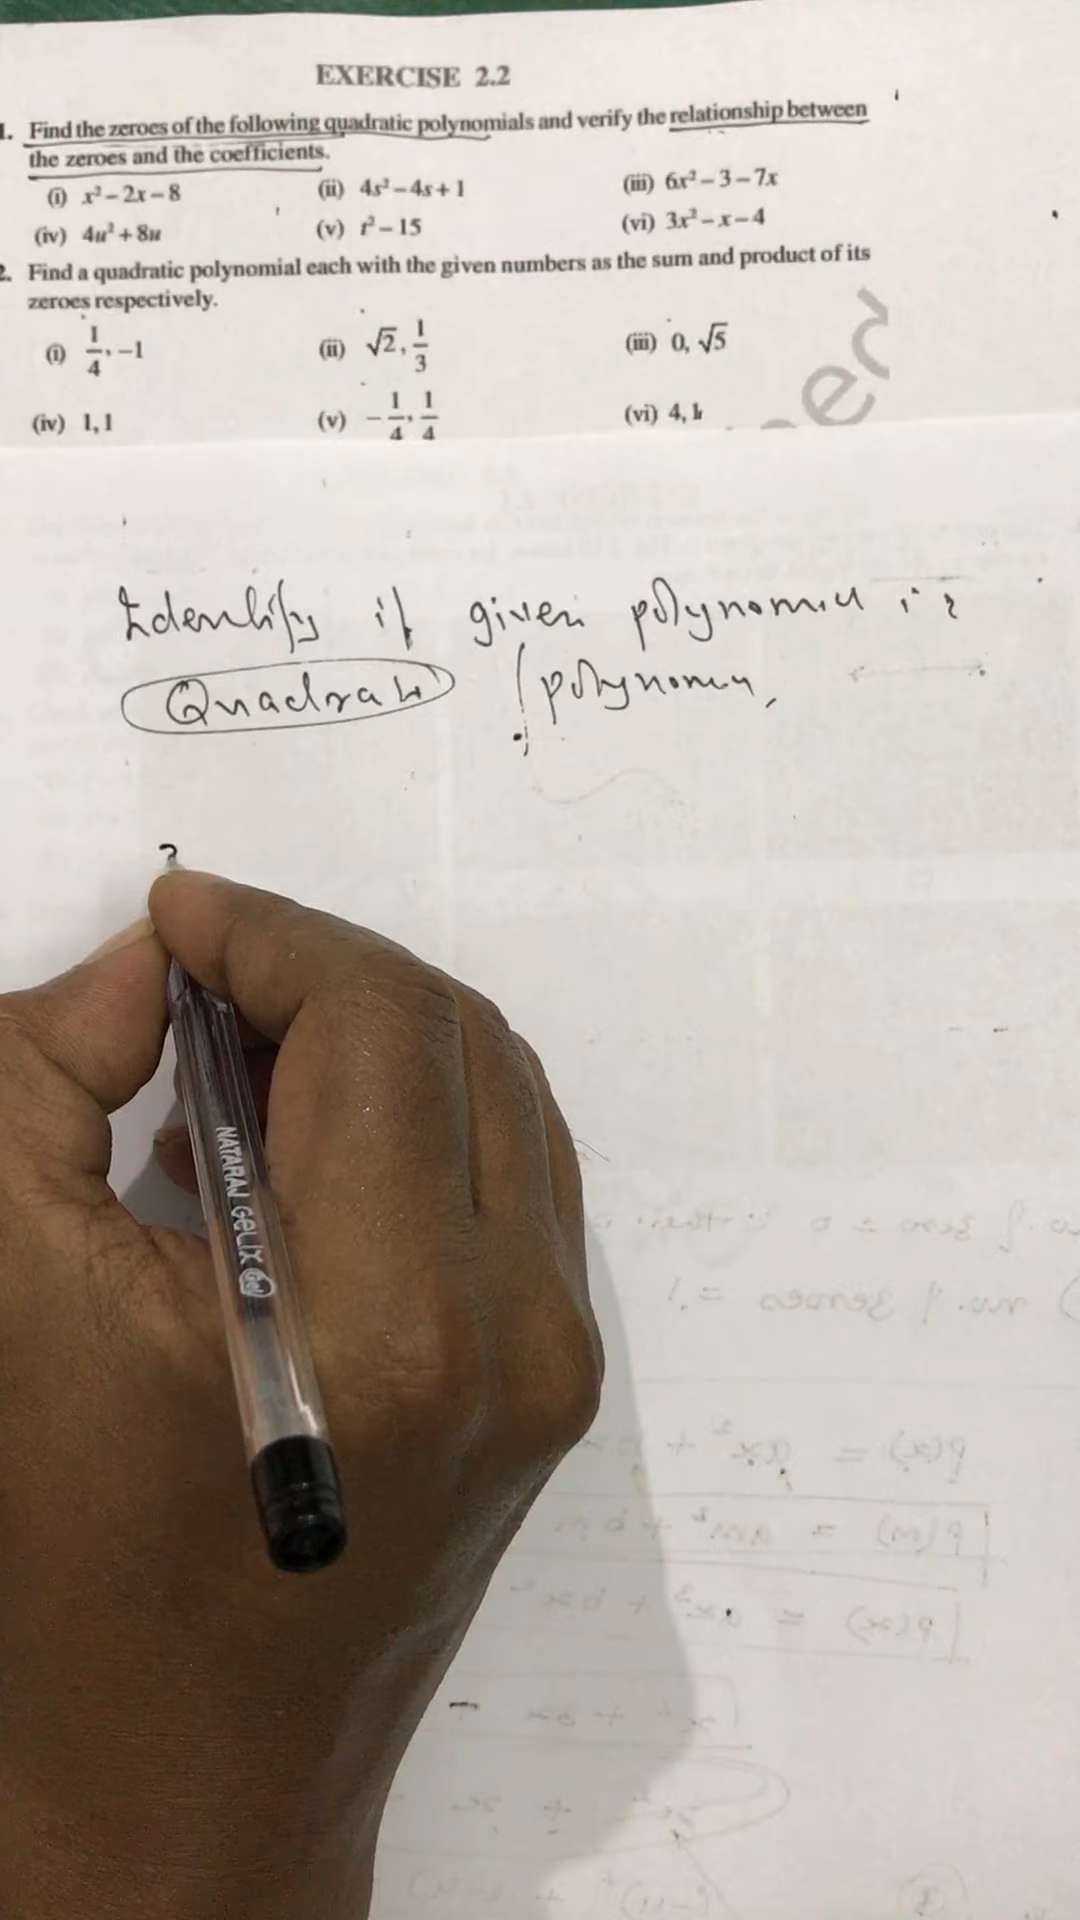 EXERCISE 2.2
1. Find the zeroes of the following quadratic polynomials and verify the relationship between
the zeroes and the coefficients.
(i) x² – 2x – 8 (ii) 4s² – 4s + 1 (iii) 6x² – 3 – 7x
(iv) 4u² + 8u (v) t² – 15 (vi) 3x² – x – 4
2. Find a quadratic polynomial each with the given numbers as the sum and product of its
zeroes respectively.
(i) 1/4, –1 (ii) √2, 1/3 (iii) 0, √5
(iv) 1, 1 (v) –1/4, 1/4 (vi) 4,
Identify if given polynomial is
Quadratic polynomial
NATARAJ GELIX Gel